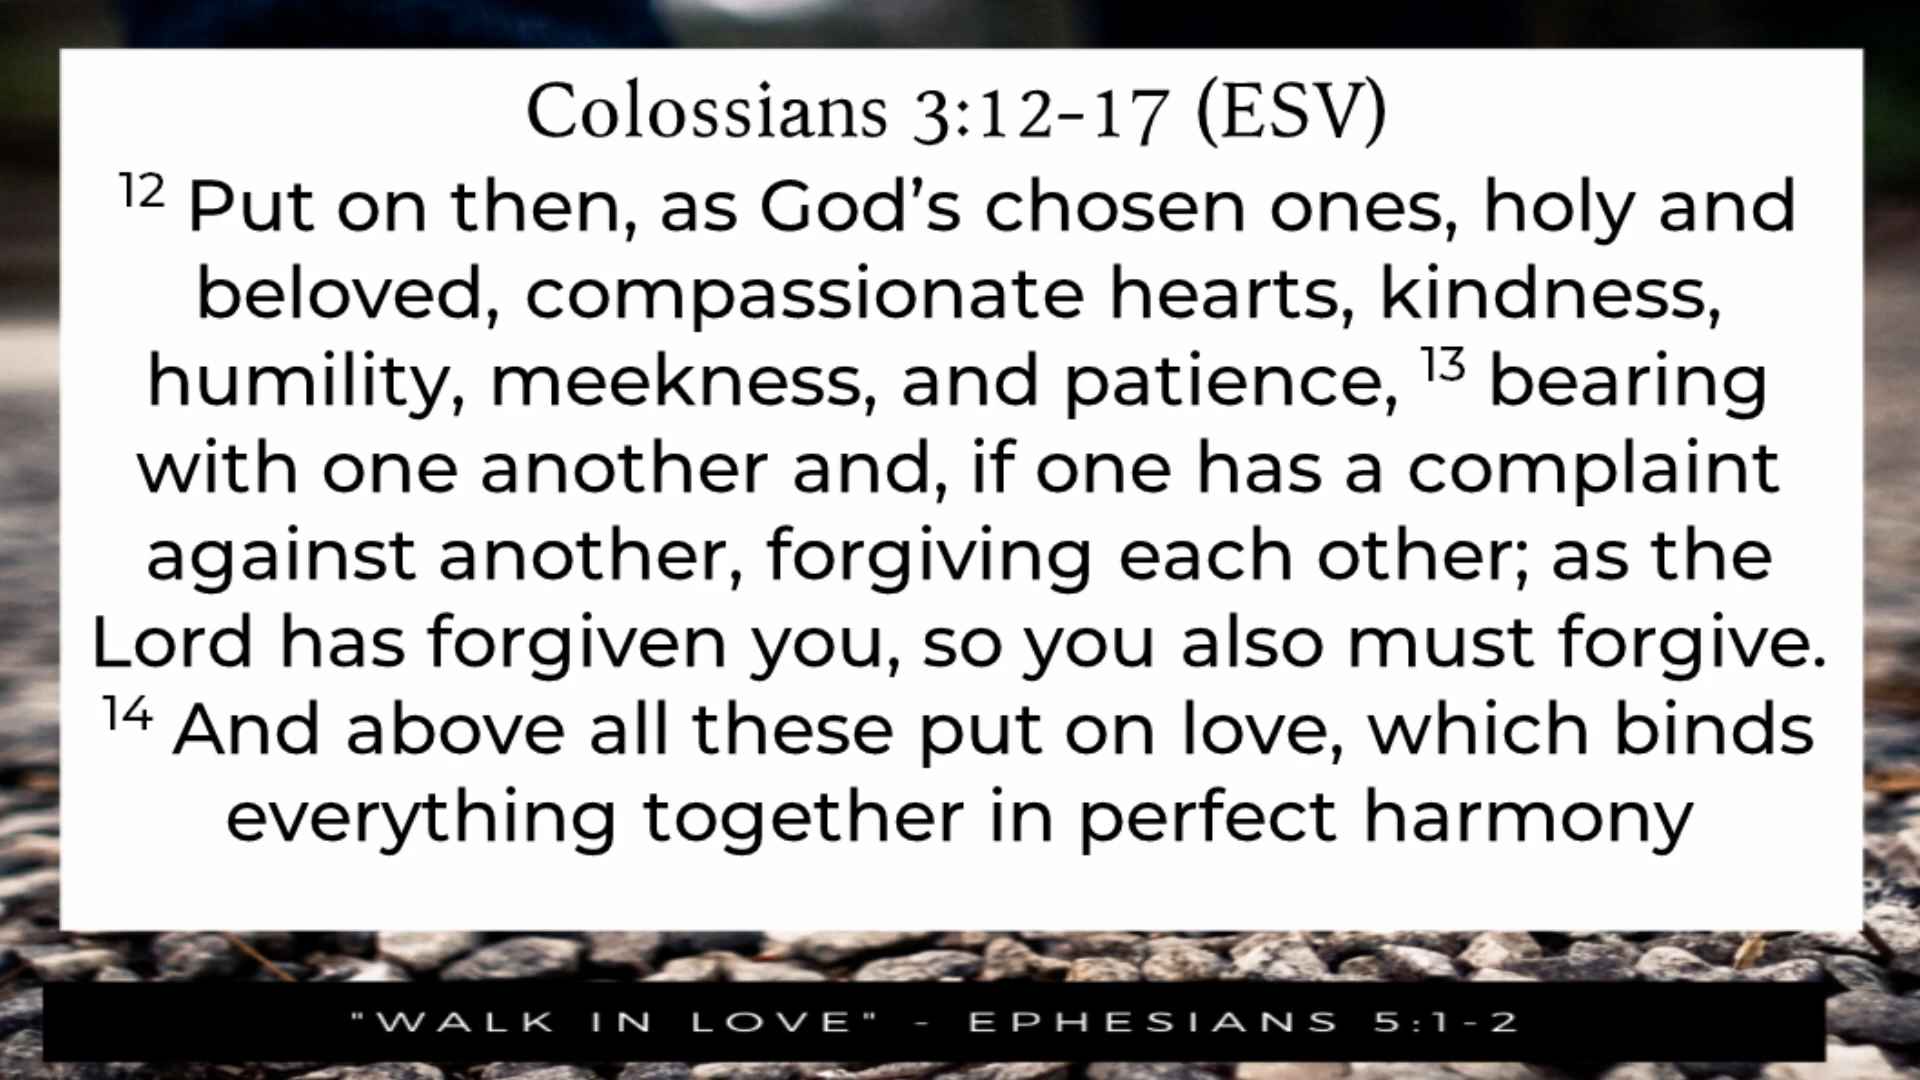 Colossians 3:12-17 (ESV)
12 Put on then, as God’s chosen ones, holy and
beloved, compassionate hearts, kindness,
humility, meekness, and patience, 13 bearing
with one another and, if one has a complaint
against another, forgiving each other; as the
Lord has forgiven you, so you also must forgive.
14 And above all these put on love, which binds
everything together in perfect harmony
"WALK IN LOVE" - EPHESIANS 5:1-2